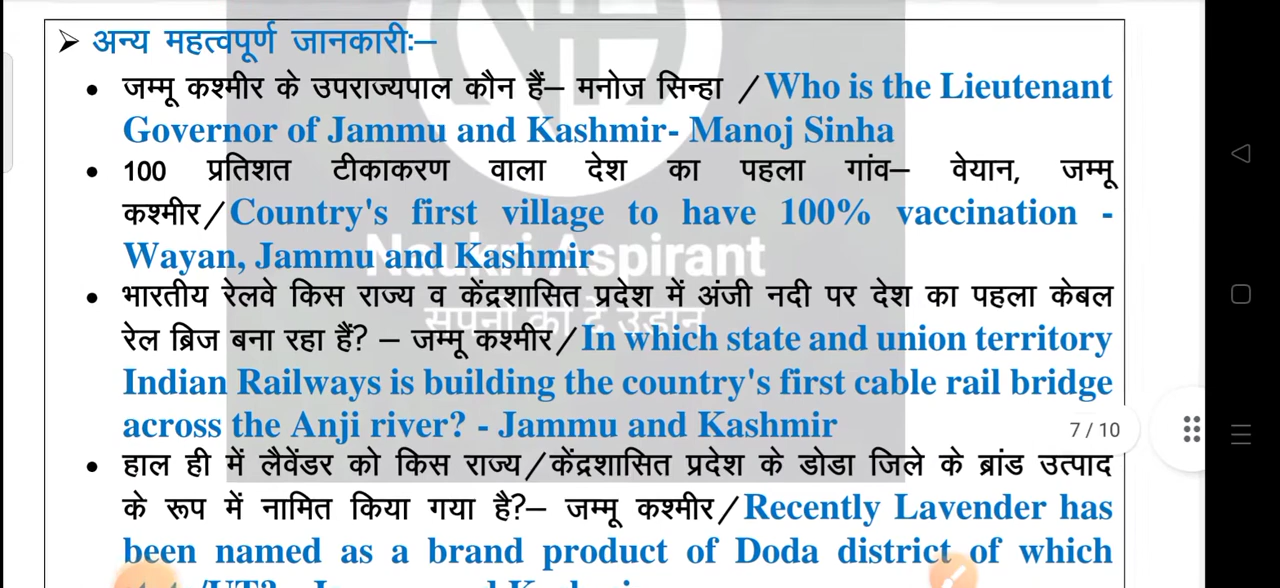 ➢ अन्य महत्वपूर्ण जानकारीः–
• जम्मू कश्मीर के उपराज्यपाल कौन हैं– मनोज सिन्हा / Who is the Lieutenant
Governor of Jammu and Kashmir- Manoj Sinha
• 100 प्रतिशत टीकाकरण वाला देश का पहला गांव– वेयान, जम्मू
कश्मीर/Country's first village to have 100% vaccination -
Wayan, Jammu and Kashmir
Naukri Aspirant
• भारतीय रेलवे किस राज्य व केंद्रशासित प्रदेश में अंजी नदी पर देश का पहला केबल
सपनो को दे उड़ान
रेल ब्रिज बना रहा हैं? – जम्मू कश्मीर/In which state and union territory
Indian Railways is building the country's first cable rail bridge
across the Anji river? - Jammu and Kashmir
7 / 10
• हाल ही में लैवेंडर को किस राज्य/केंद्रशासित प्रदेश के डोडा जिले के ब्रांड उत्पाद
के रूप में नामित किया गया है?– जम्मू कश्मीर/Recently Lavender has
been named as a brand product of Doda district of which